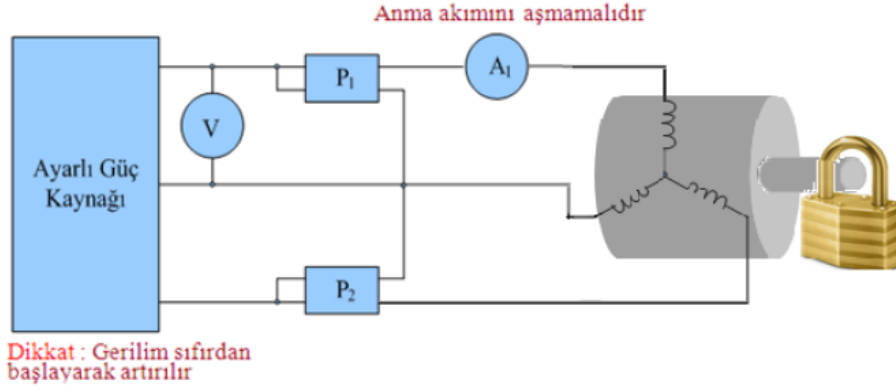 Anma akımını aşmamalıdır
P1
A1
V
Ayarlı Güç
Kaynağı
P2
Dikkat : Gerilim sıfırdan
başlayarak artırılır